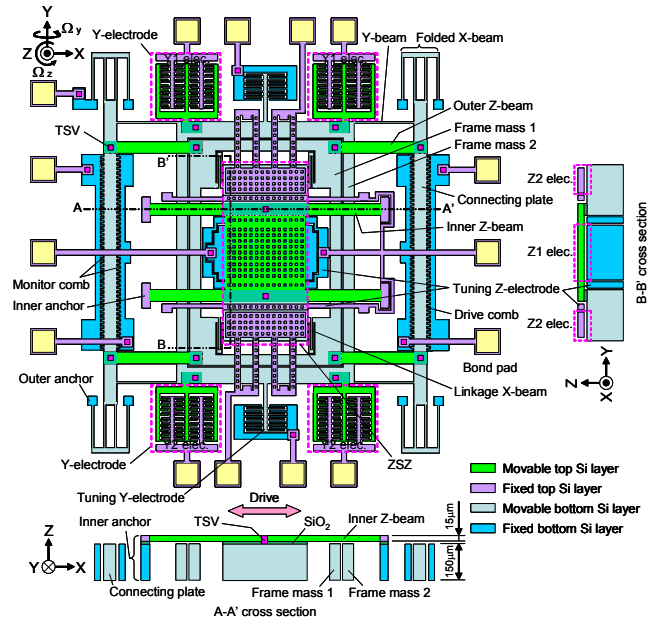 Y
Ω y
Z
X
Ω z
Y-electrode
Y1 elec.
Y1 elec.
Y-beam
Folded X-beam
TSV
Outer Z-beam
Frame mass 1
Frame mass 2
B'
A
A'
Connecting plate
Inner Z-beam
Monitor comb
Inner anchor
Tuning Z-electrode
Drive comb
B
Bond pad
Outer anchor
Linkage X-beam
Y-electrode
Y2 elec.
Y2 elec.
ZSZ
Tuning Y-electrode
Z2 elec.
Z1 elec.
Z2 elec.
B-B' cross section
Y
Z
X
Movable top Si layer
Fixed top Si layer
Movable bottom Si layer
Fixed bottom Si layer
Drive
Z
Y
X
Inner anchor
TSV
SiO2
Inner Z-beam
15μm
150μm
Connecting plate
Frame mass 1
Frame mass 2
A-A' cross section